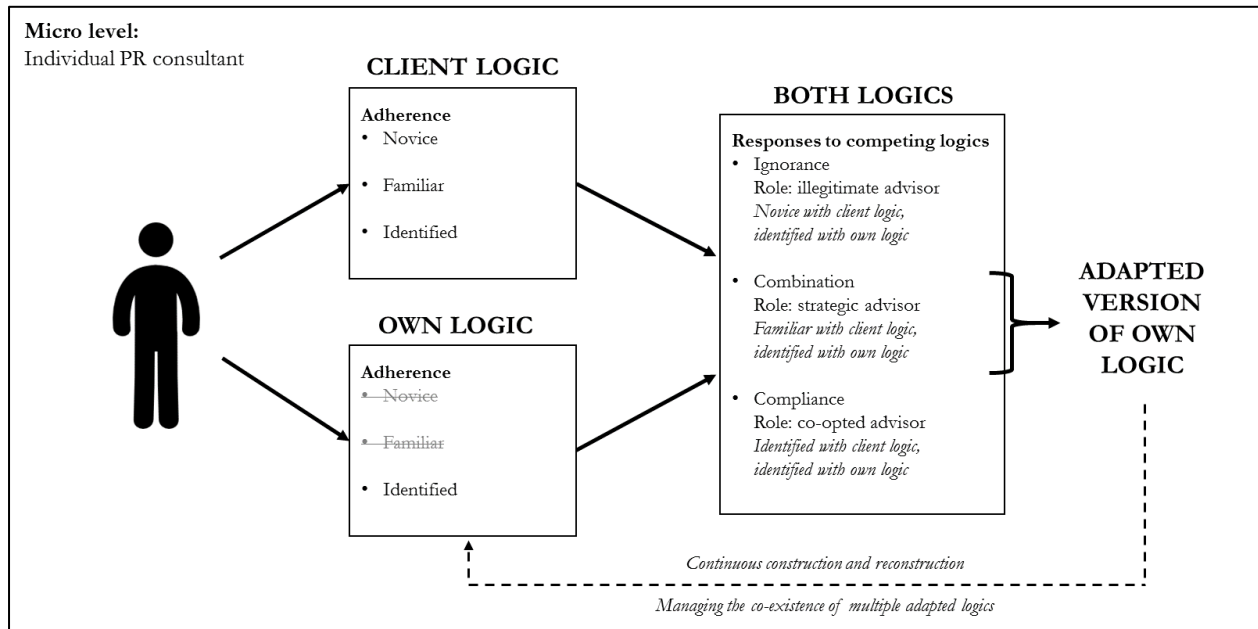 Micro level:
Individual PR consultant
CLIENT LOGIC
Adherence
• Novice
• Familiar
• Identified
OWN LOGIC
Adherence
• Novice
• Familiar
• Identified
BOTH LOGICS
Responses to competing logics
• Ignorance
Role: illegitimate advisor
Novice with client logic,
identified with own logic
• Combination
Role: strategic advisor
Familiar with client logic,
identified with own logic
• Compliance
Role: co-opted advisor
Identified with client logic,
identified with own logic
ADAPTED
VERSION
OF OWN
LOGIC
Continuous construction and reconstruction
Managing the co-existence of multiple adapted logics